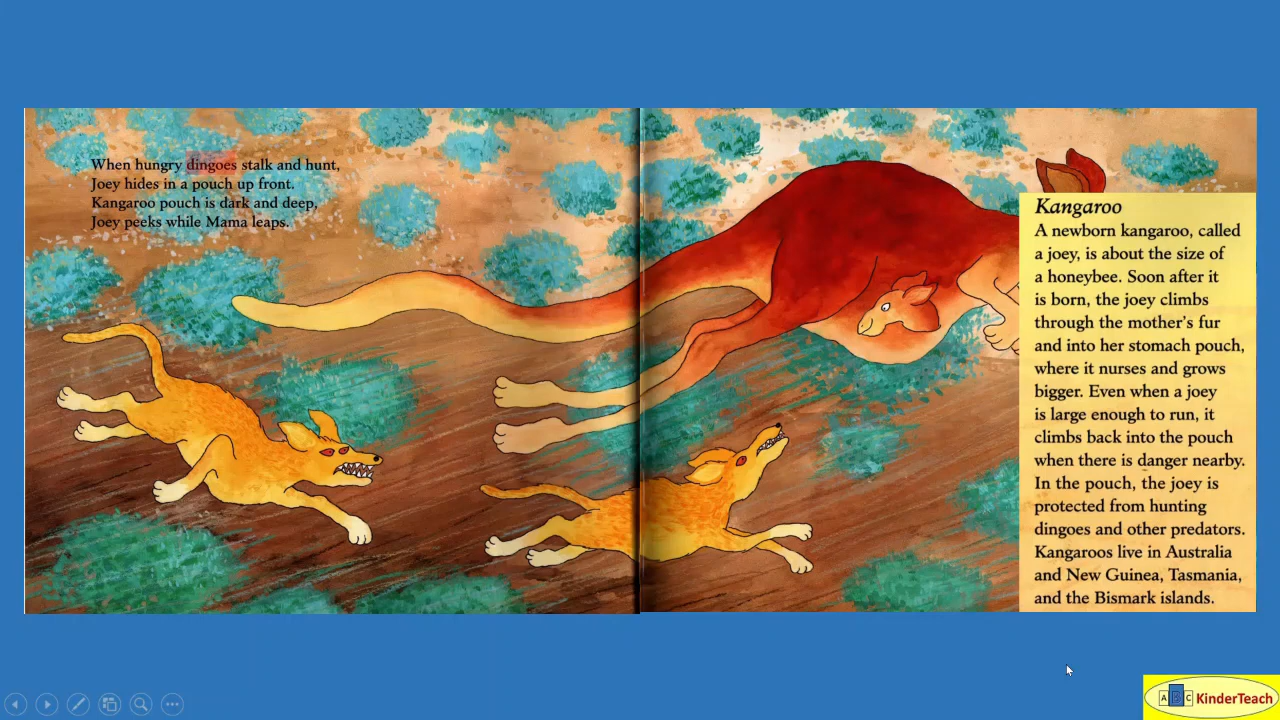 When hungry dingoes stalk and hunt,
Joey hides in a pouch up front.
Kangaroo pouch is dark and deep,
Joey peeks while Mama leaps.
Kangaroo
A newborn kangaroo, called
a joey, is about the size of
a honeybee. Soon after it
is born, the joey climbs
through the mother's fur
and into her stomach pouch,
where it nurses and grows
bigger. Even when a joey
is large enough to run, it
climbs back into the pouch
when there is danger nearby.
In the pouch, the joey is
protected from hunting
dingoes and other predators.
Kangaroos live in Australia
and New Guinea, Tasmania,
and the Bismark islands.
A B C KinderTeach